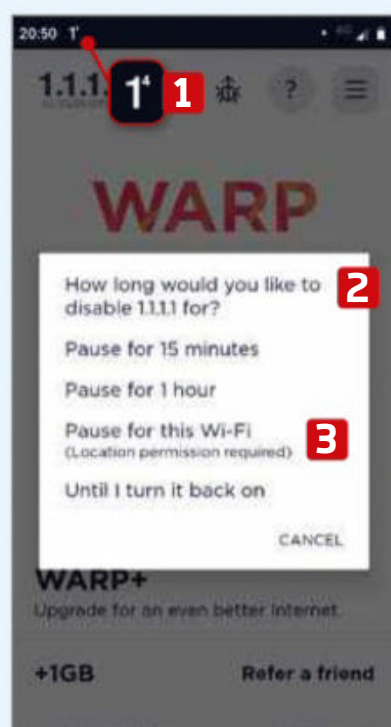 20:50 1⁴
1.1.1. 1⁴ 1 ?
WARP
How long would you like to 2
disable 1.1.1.1 for?
Pause for 15 minutes
Pause for 1 hour
Pause for this Wi-Fi 3
(Location permission required)
Until I turn it back on
CANCEL
WARP+
Upgrade for an even better Internet.
+1GB Refer a friend